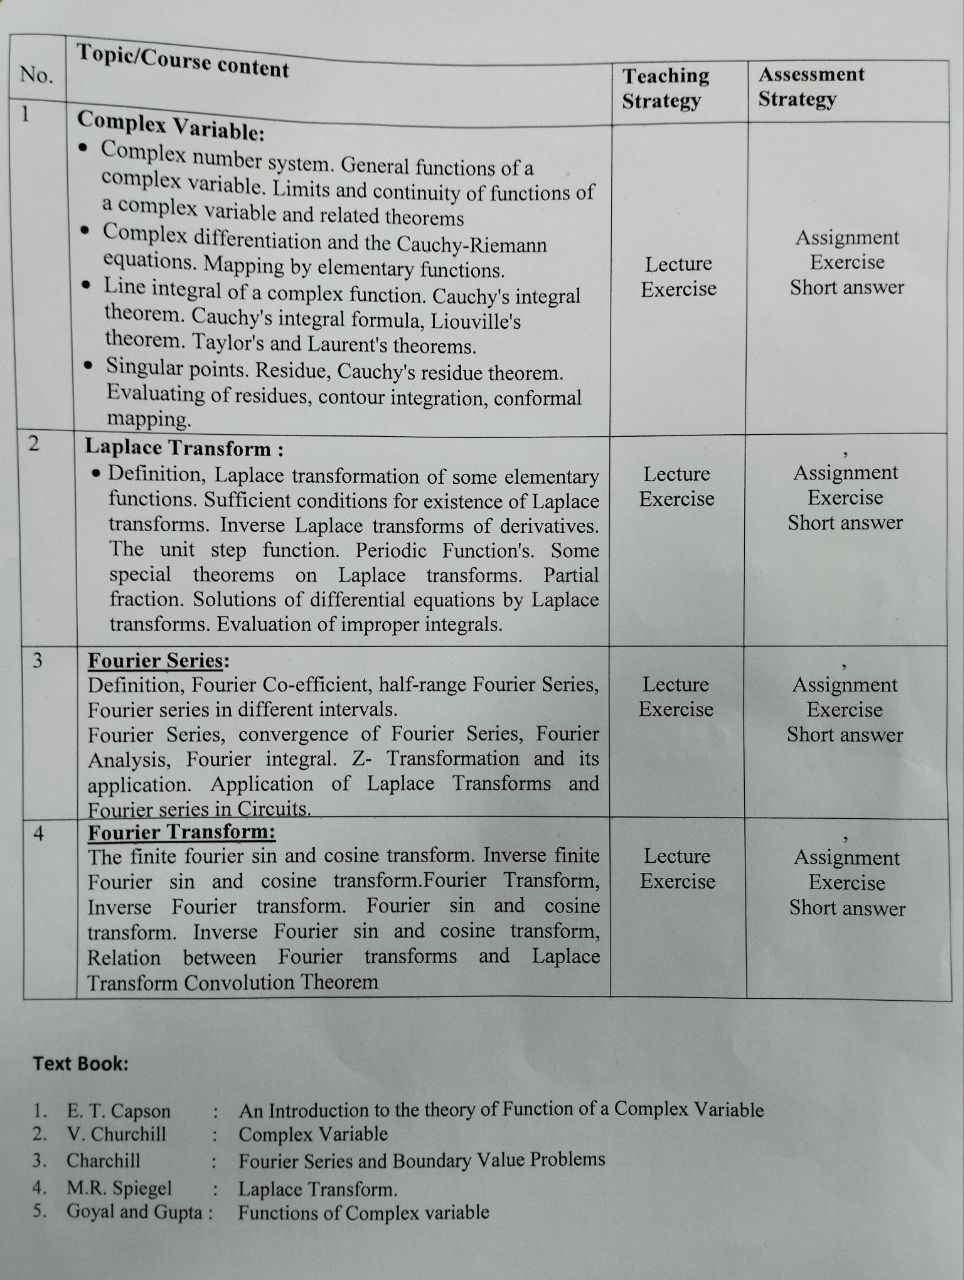 No.
Topic/Course content
Teaching
Strategy
Assessment
Strategy
1
Complex Variable:
• Complex number system. General functions of a
complex variable. Limits and continuity of functions of
a complex variable and related theorems
• Complex differentiation and the Cauchy-Riemann
equations. Mapping by elementary functions.
• Line integral of a complex function. Cauchy's integral
theorem. Cauchy's integral formula, Liouville's
theorem. Taylor's and Laurent's theorems.
• Singular points. Residue, Cauchy's residue theorem.
Evaluating of residues, contour integration, conformal
mapping.
Lecture
Exercise
Assignment
Exercise
Short answer
2
Laplace Transform :
• Definition, Laplace transformation of some elementary
functions. Sufficient conditions for existence of Laplace
transforms. Inverse Laplace transforms of derivatives.
The unit step function. Periodic Function's. Some
special theorems on Laplace transforms. Partial
fraction. Solutions of differential equations by Laplace
transforms. Evaluation of improper integrals.
Lecture
Exercise
,
Assignment
Exercise
Short answer
3
Fourier Series:
Definition, Fourier Co-efficient, half-range Fourier Series,
Fourier series in different intervals.
Fourier Series, convergence of Fourier Series, Fourier
Analysis, Fourier integral. Z- Transformation and its
application. Application of Laplace Transforms and
Fourier series in Circuits.
Lecture
Exercise
,
Assignment
Exercise
Short answer
4
Fourier Transform:
The finite fourier sin and cosine transform. Inverse finite
Fourier sin and cosine transform.Fourier Transform,
Inverse Fourier transform. Fourier sin and cosine
transform. Inverse Fourier sin and cosine transform,
Relation between Fourier transforms and Laplace
Transform Convolution Theorem
Lecture
Exercise
,
Assignment
Exercise
Short answer
Text Book:
1. E. T. Capson : An Introduction to the theory of Function of a Complex Variable
2. V. Churchill : Complex Variable
3. Charchill : Fourier Series and Boundary Value Problems
4. M.R. Spiegel : Laplace Transform.
5. Goyal and Gupta : Functions of Complex variable